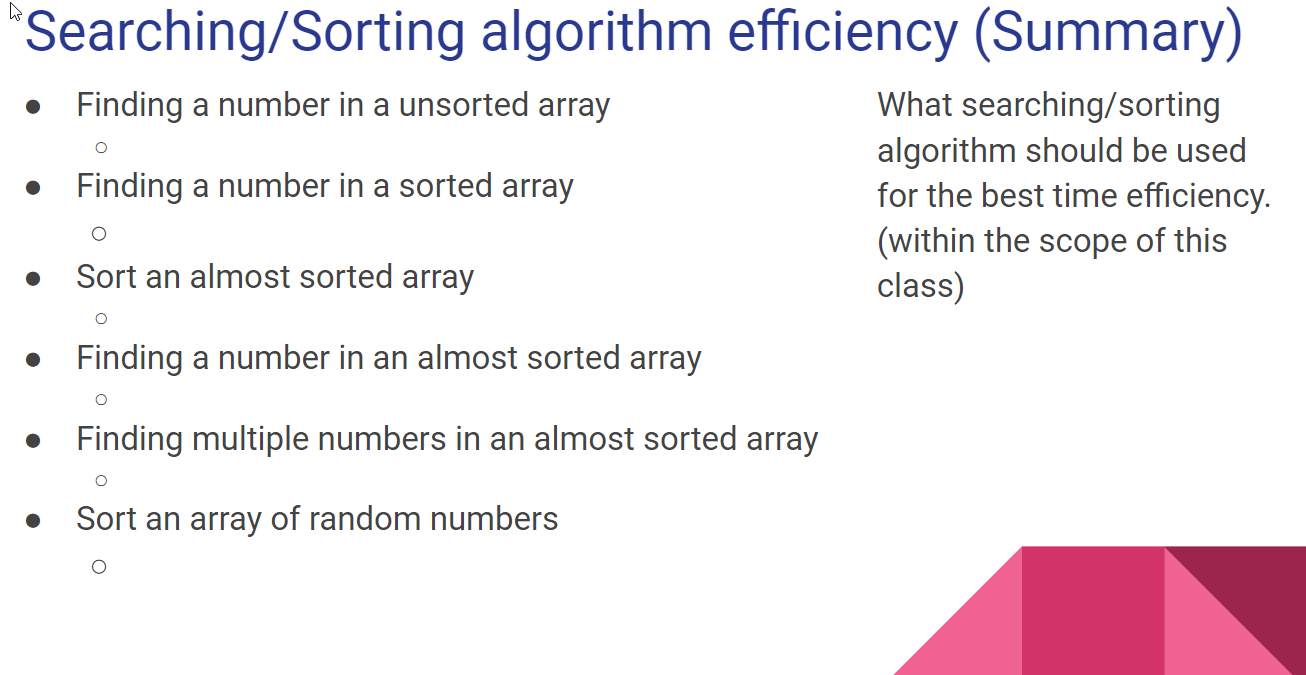 Searching/Sorting algorithm efficiency (Summary)
● Finding a number in a unsorted array
○
● Finding a number in a sorted array
○
● Sort an almost sorted array
○
● Finding a number in an almost sorted array
○
● Finding multiple numbers in an almost sorted array
○
● Sort an array of random numbers
○
What searching/sorting
algorithm should be used
for the best time efficiency.
(within the scope of this
class)